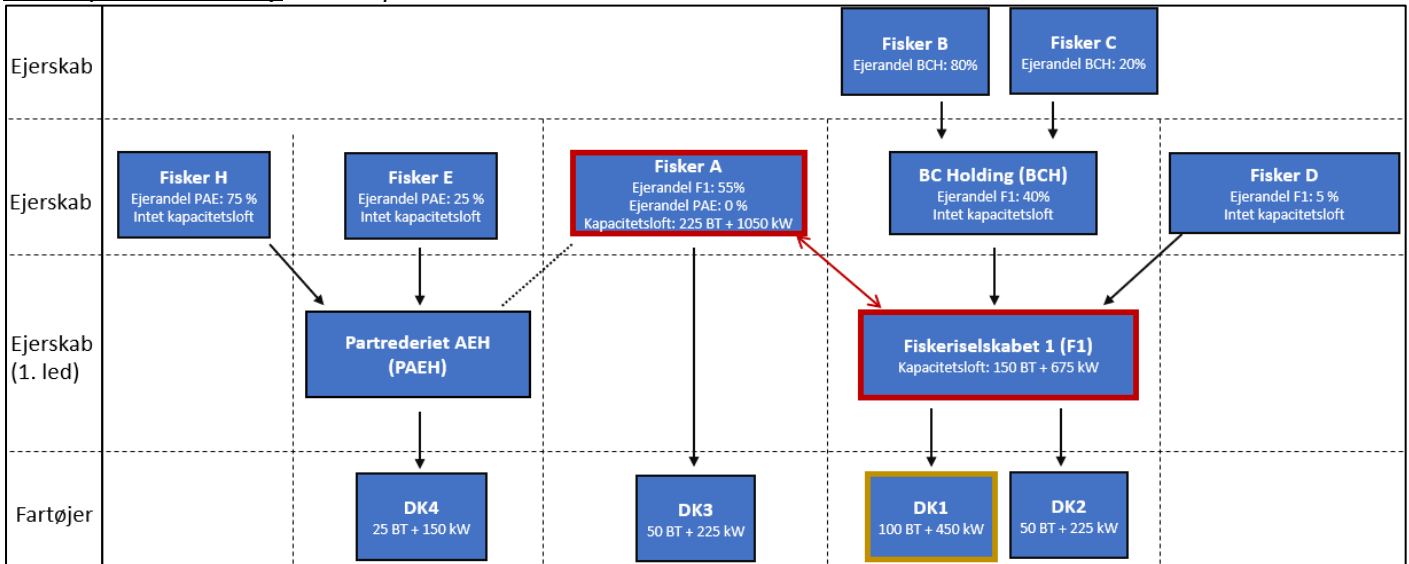 Ejerskab
Fisker B
Ejerandel BCH: 80%
Fisker C
Ejerandel BCH: 20%
Ejerskab
Fisker H
Ejerandel PAE: 75 %
Intet kapacitetsloft
Fisker E
Ejerandel PAE: 25 %
Intet kapacitetsloft
Fisker A
Ejerandel F1: 55%
Ejerandel PAE: 0 %
Kapacitetsloft: 225 BT + 1050 kW
BC Holding (BCH)
Ejerandel F1: 40%
Intet kapacitetsloft
Fisker D
Ejerandel F1: 5 %
Intet kapacitetsloft
Ejerskab
(1. led)
Partrederiet AEH
(PAEH)
Fiskeriselskabet 1 (F1)
Kapacitetsloft: 150 BT + 675 kW
Fartøjer
DK4
25 BT + 150 kW
DK3
50 BT + 225 kW
DK1
100 BT + 450 kW
DK2
50 BT + 225 kW